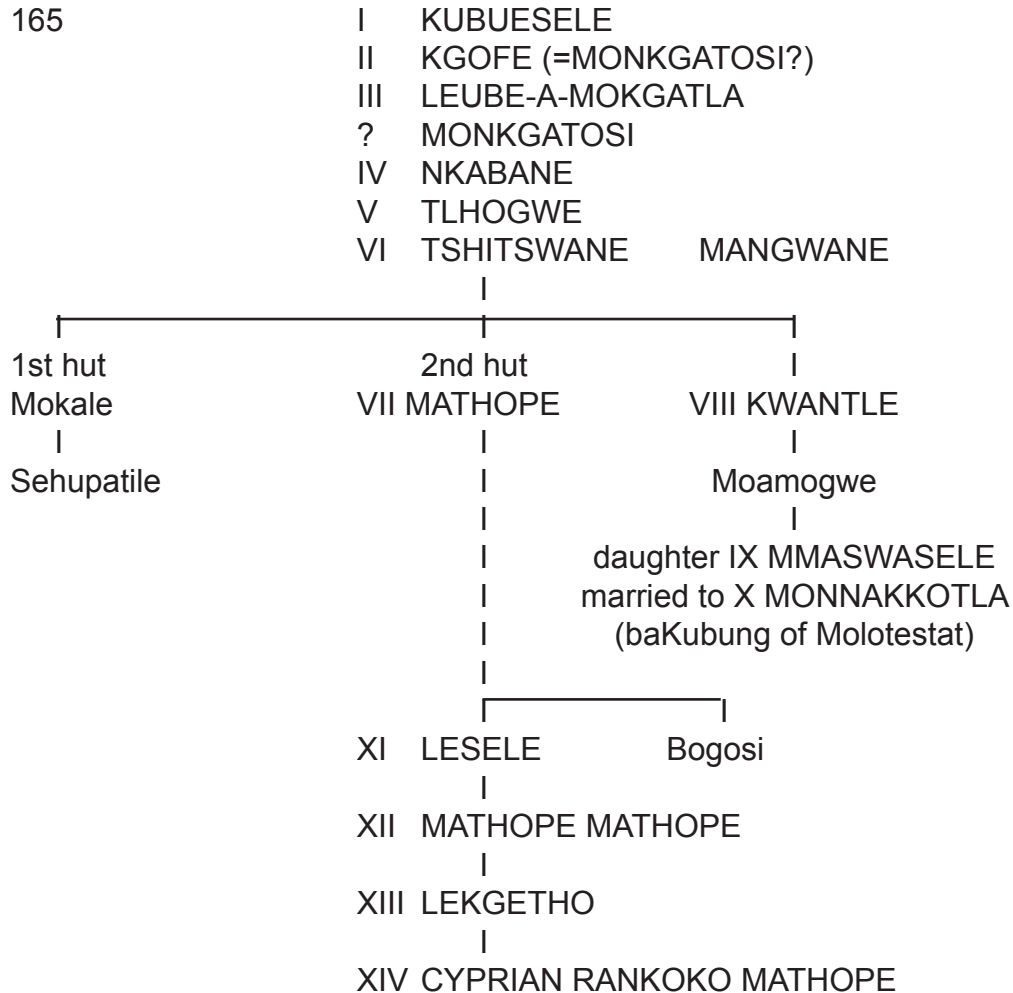 165 I KUBUESELE
II KGOFE (=MONKGATOSI?)
III LEUBE-A-MOKGATLA
? MONKGATOSI
IV NKABANE
V TLHOGWE
VI TSHITSWANE MANGWANE
1st hut 2nd hut
Mokale VII MATHOPE VIII KWANTLE
Sehupatile Moamogwe
daughter IX MMASWASELE
married to X MONNAKKOTLA
(baKubung of Molotestat)
XI LESELE Bogosi
XII MATHOPE MATHOPE
XIII LEKGETHO
XIV CYPRIAN RANKOKO MATHOPE